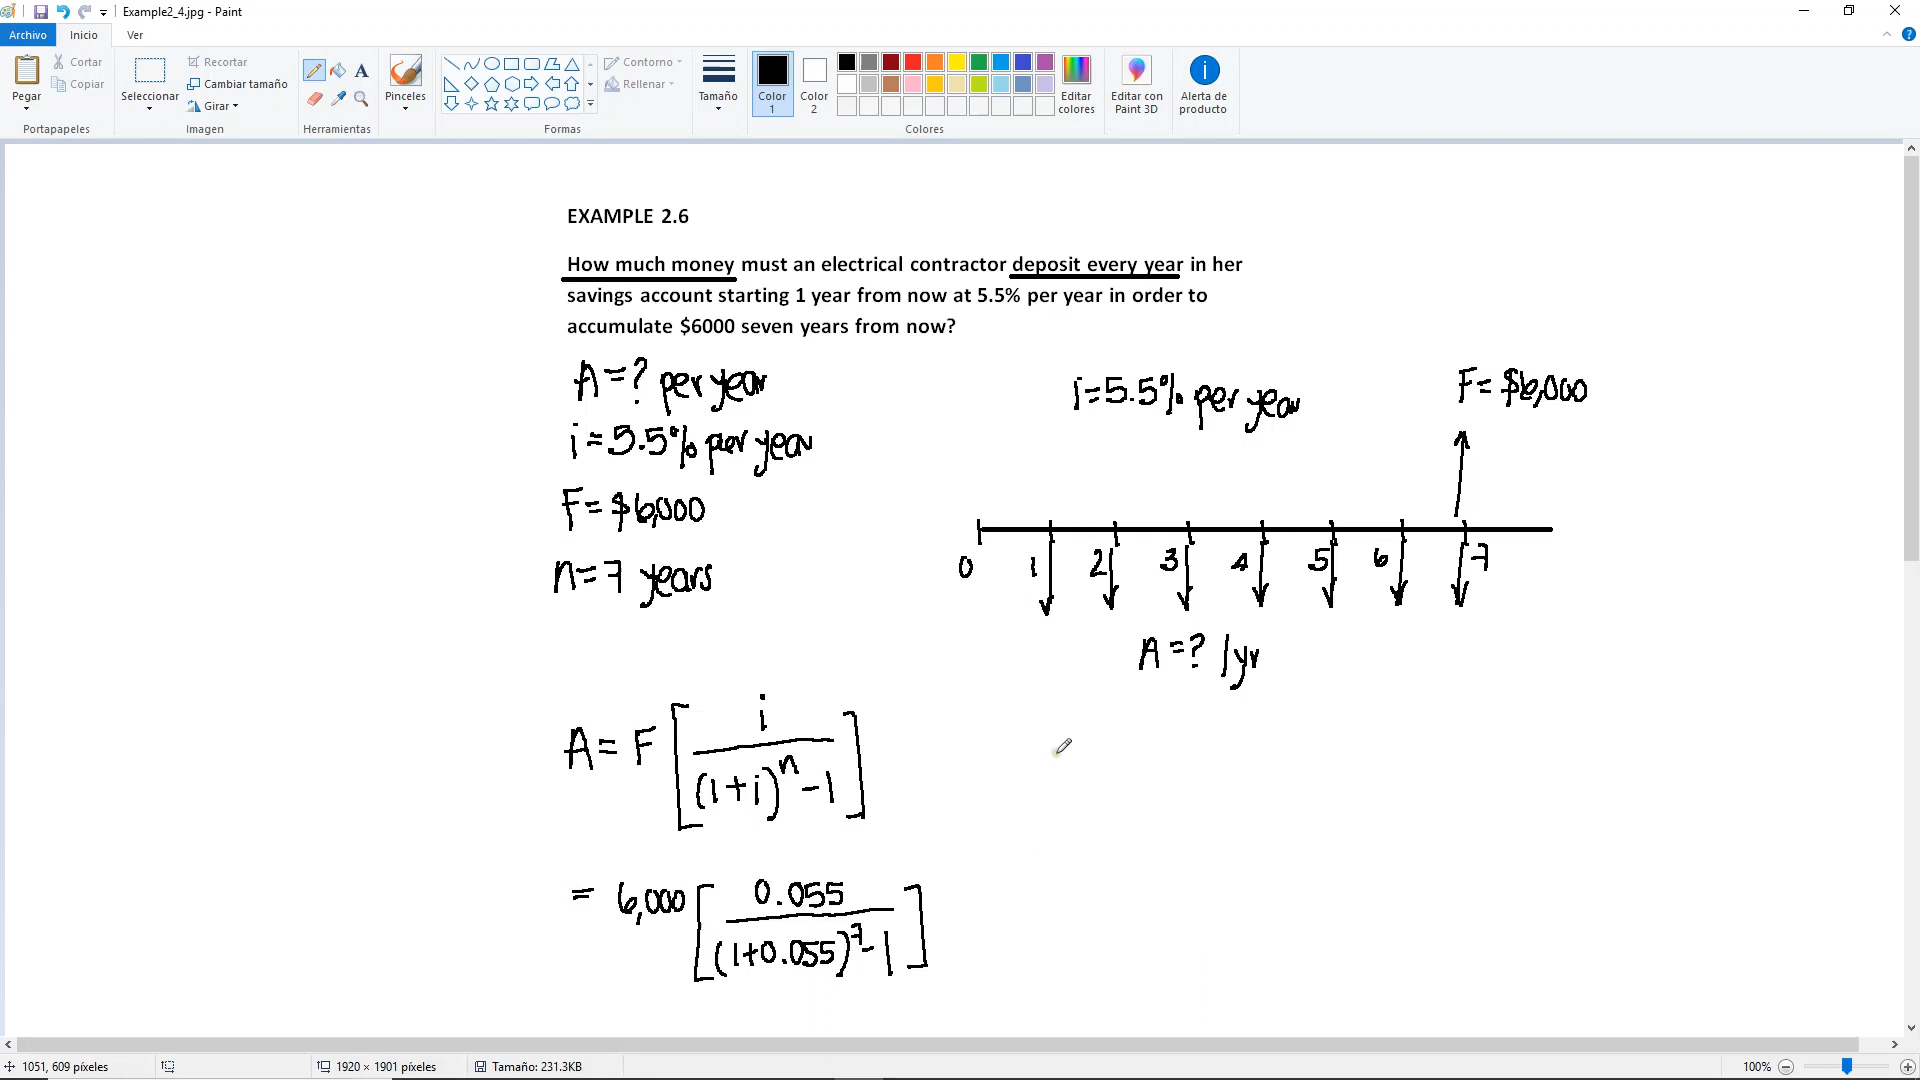 Example2_4.jpg - Paint
Archivo
Inicio
Ver
Pegar
Cortar
Copiar
Portapapeles
Seleccionar
Recortar
Cambiar tamaño
Girar
Imagen
A
Herramientas
Pinceles
Contorno
Rellenar
Formas
Tamaño
Color 1
Color 2
Editar colores
Colores
Editar con Paint 3D
Alerta de producto
EXAMPLE 2.6
How much money must an electrical contractor deposit every year in her
savings account starting 1 year from now at 5.5% per year in order to
accumulate $6000 seven years from now?
A = ? per year
i = 5.5% per year
F = $6,000
n = 7 years
i = 5.5% per year
F = $6,000
0 1 2 3 4 5 6 7
A = ? /yr
A = F [ i / (1+i)^n - 1 ]
= 6,000 [ 0.055 / (1+0.055)^7 - 1 ]
1051, 609 píxeles
1920 × 1901 píxeles
Tamaño: 231.3KB
100%